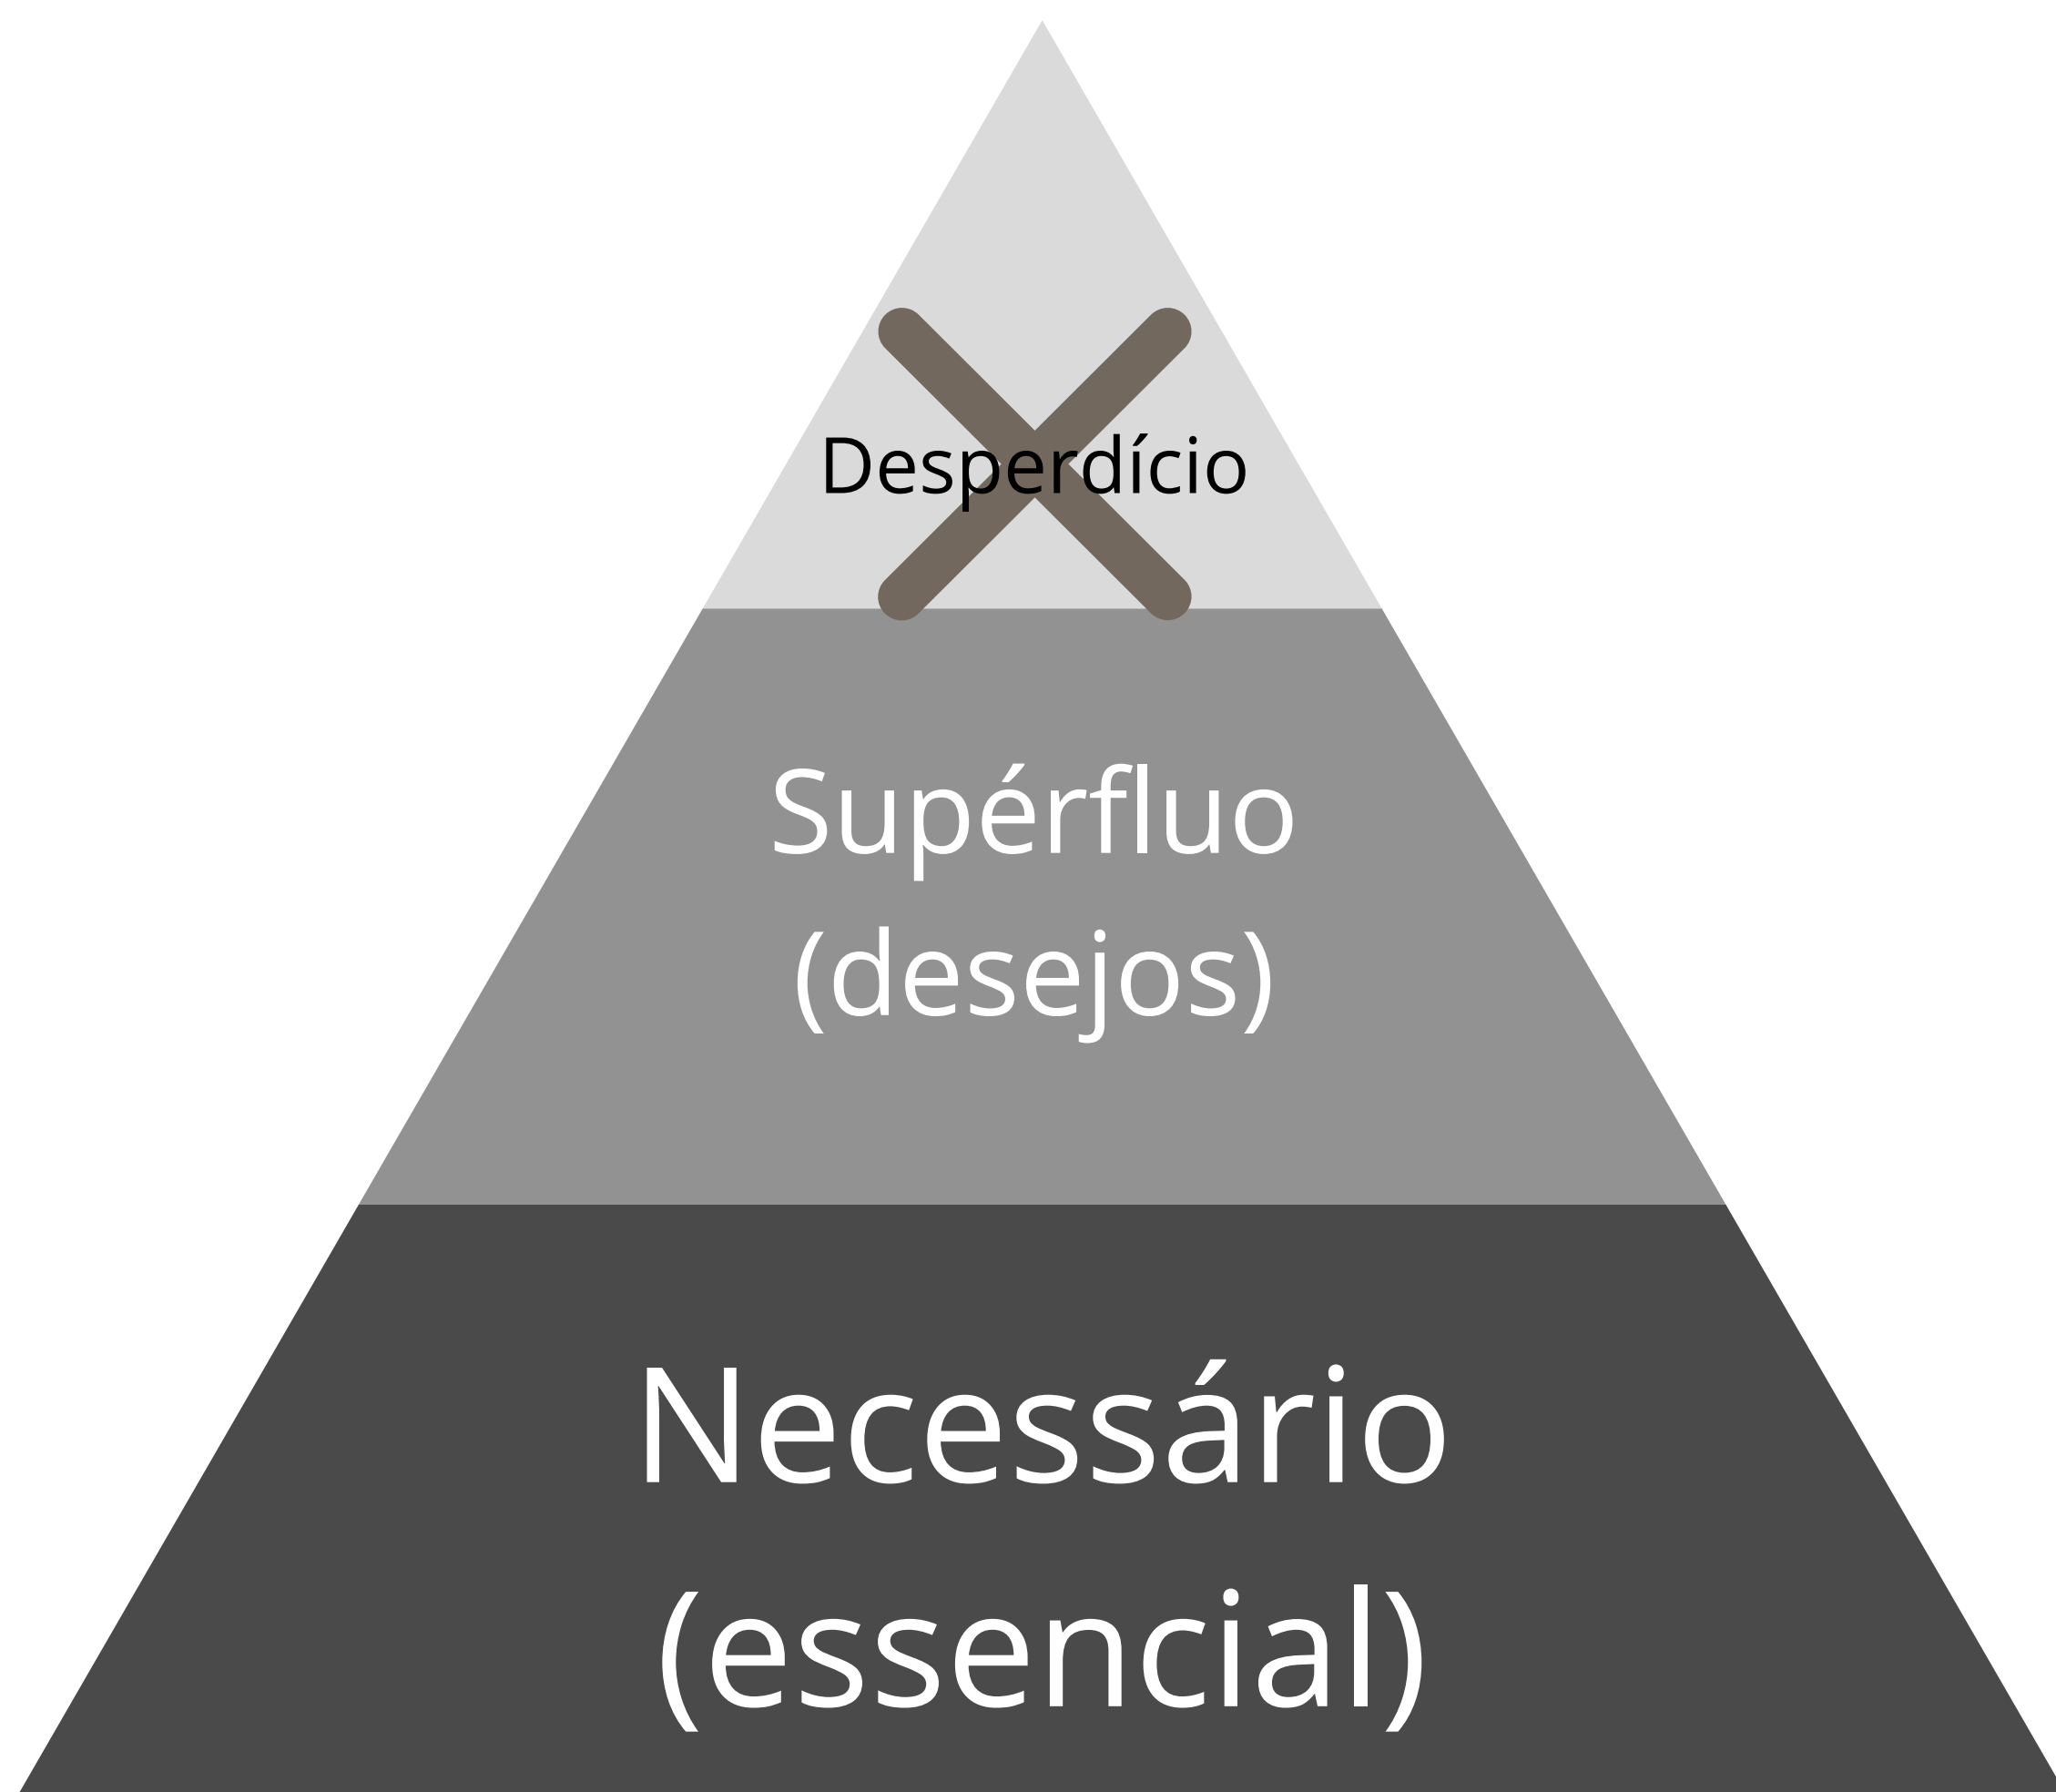 Desperdício
Supérfluo
(desejos)
Necessário
(essencial)